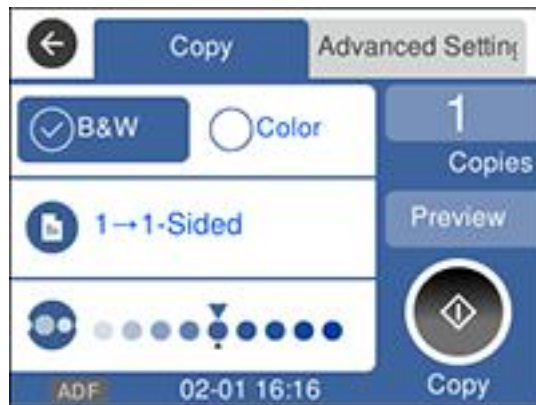 Copy
Advanced Setting
B&W
Color
1
Copies
1→1-Sided
Preview
ADF
02-01 16:16
Copy